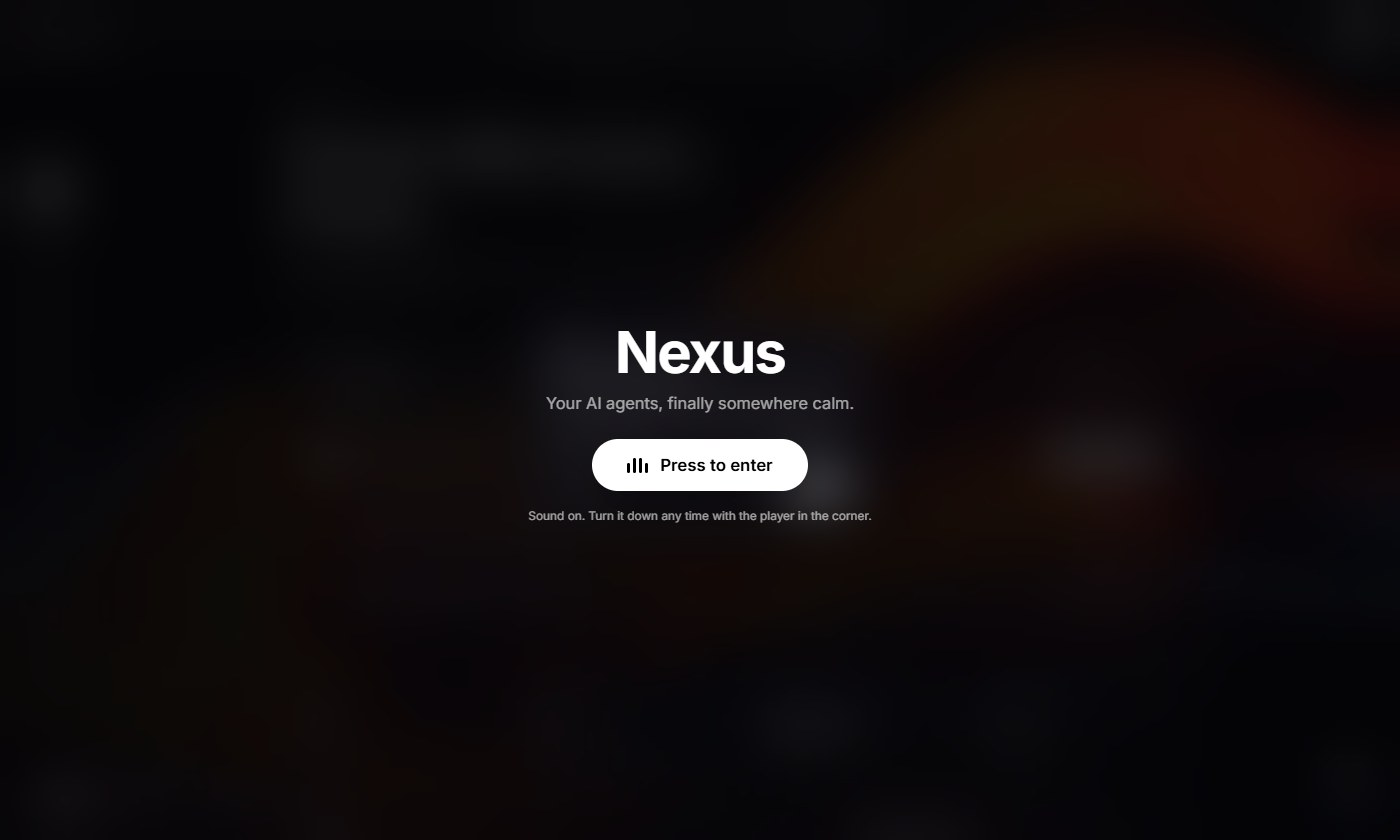 Nexus
Your AI agents, finally somewhere calm.
Press to enter
Sound on. Turn it down any time with the player in the corner.